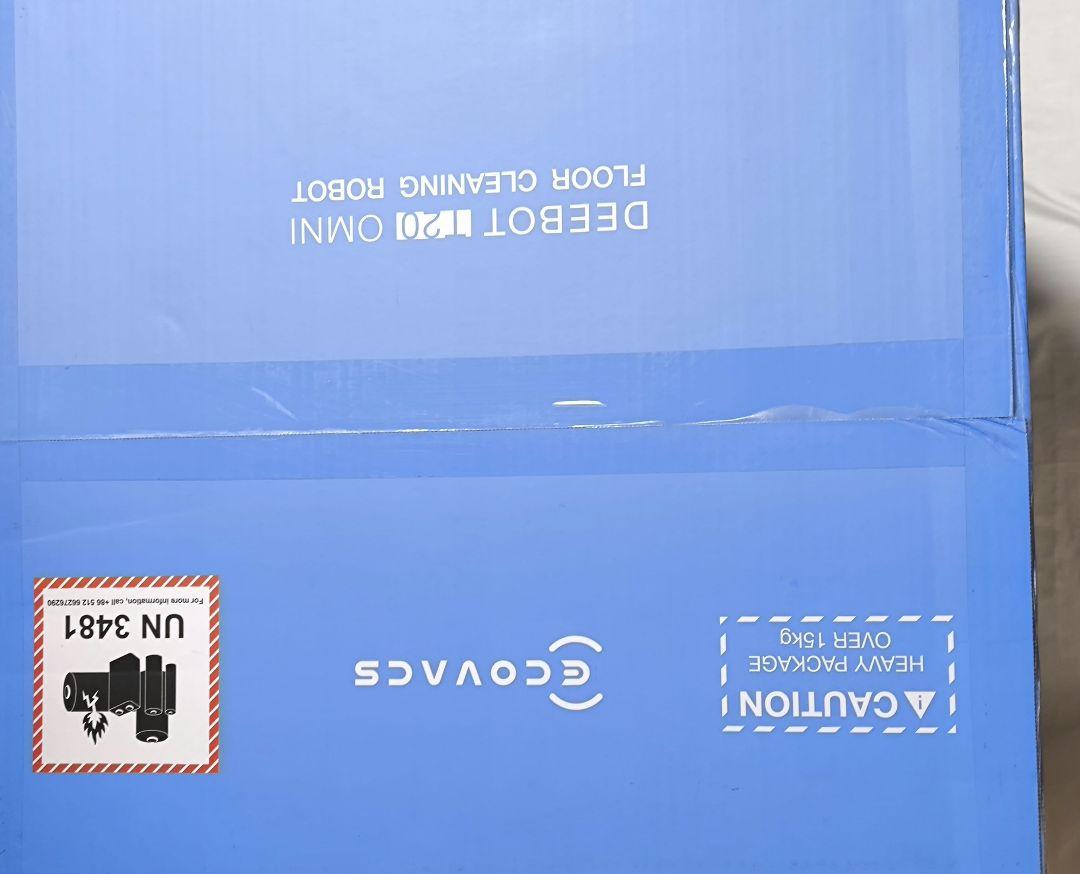 DEEBOT T20 OMNI
FLOOR CLEANING ROBOT
CAUTION
HEAVY PACKAGE
OVER 15kg
ECOVACS
UN 3481
For more information, call +86 512 66276290